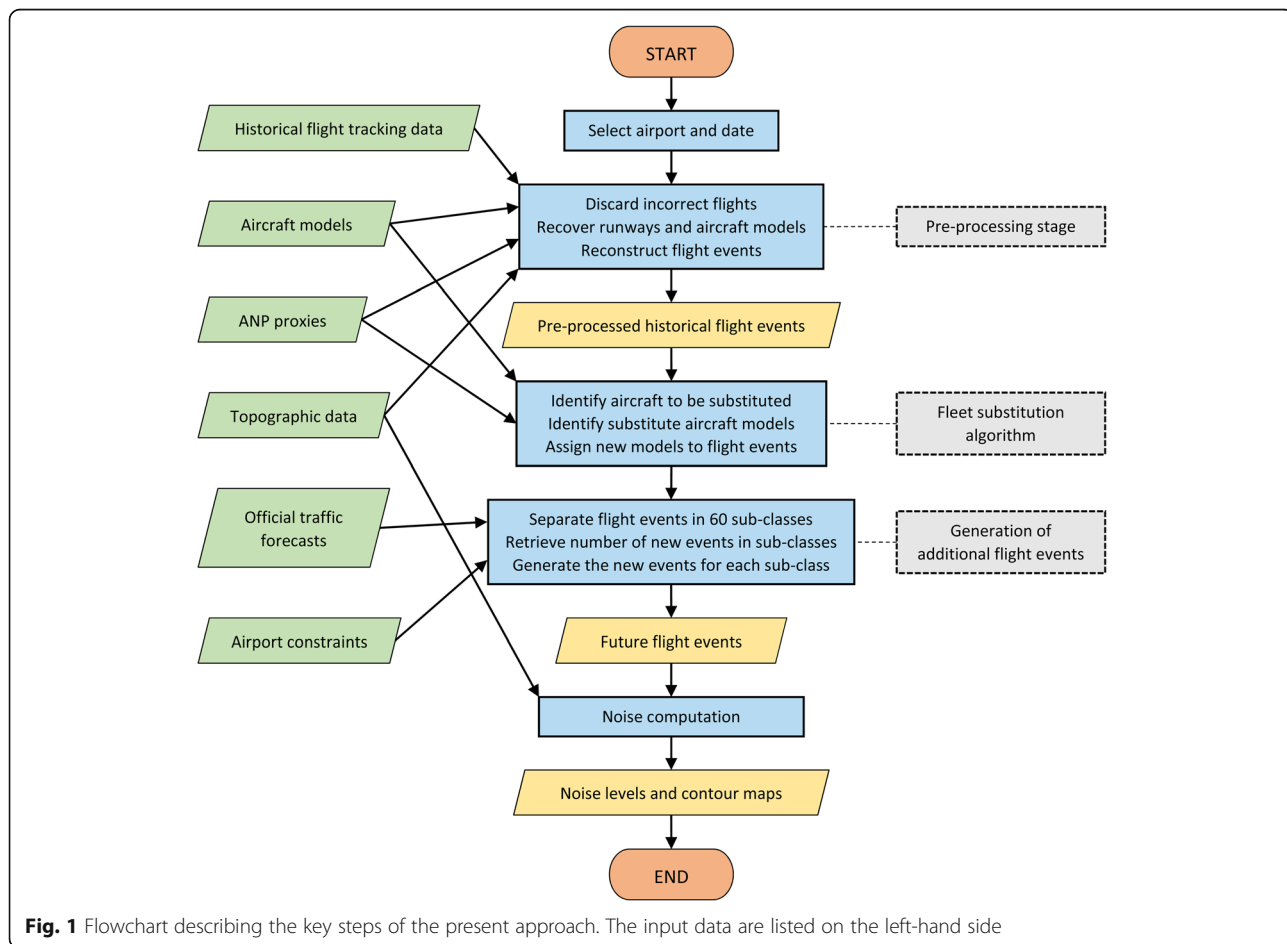 START
Select airport and date
Historical flight tracking data
Aircraft models
ANP proxies
Topographic data
Official traffic
forecasts
Airport constraints
Discard incorrect flights
Recover runways and aircraft models
Reconstruct flight events
Pre-processing stage
Pre-processed historical flight events
Identify aircraft to be substituted
Identify substitute aircraft models
Assign new models to flight events
Fleet substitution
algorithm
Separate flight events in 60 sub-classes
Retrieve number of new events in sub-classes
Generate the new events for each sub-class
Generation of
additional flight events
Future flight events
Noise computation
Noise levels and contour maps
END
Fig. 1 Flowchart describing the key steps of the present approach. The input data are listed on the left-hand side